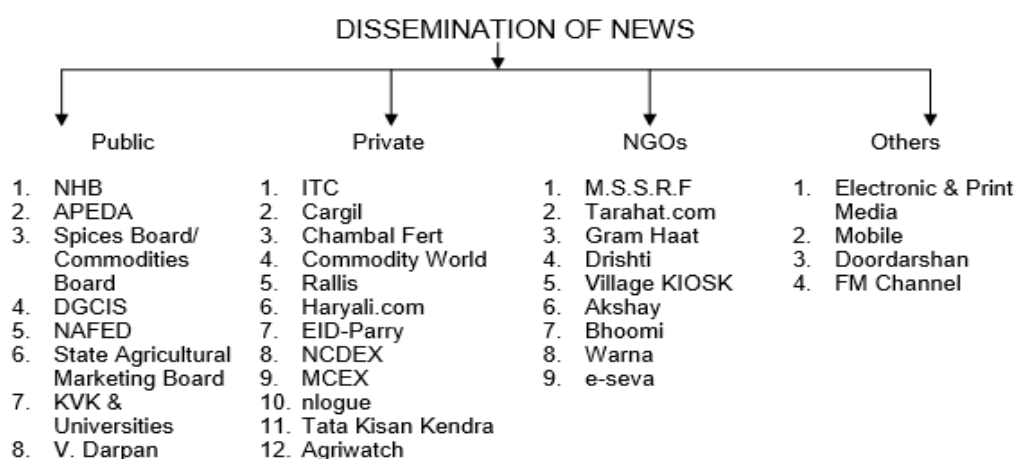 DISSEMINATION OF NEWS
Public
1. NHB
2. APEDA
3. Spices Board/
Commodities
Board
4. DGCIS
5. NAFED
6. State Agricultural
Marketing Board
7. KVK &
Universities
8. V. Darpan
Private
1. ITC
2. Cargil
3. Chambal Fert
4. Commodity World
5. Rallis
6. Haryali.com
7. EID-Parry
8. NCDEX
9. MCEX
10. nlogue
11. Tata Kisan Kendra
12. Agriwatch
NGOs
1. M.S.S.R.F
2. Tarahat.com
3. Gram Haat
4. Drishti
5. Village KIOSK
6. Akshay
7. Bhoomi
8. Warna
9. e-seva
Others
1. Electronic & Print
Media
2. Mobile
3. Doordarshan
4. FM Channel